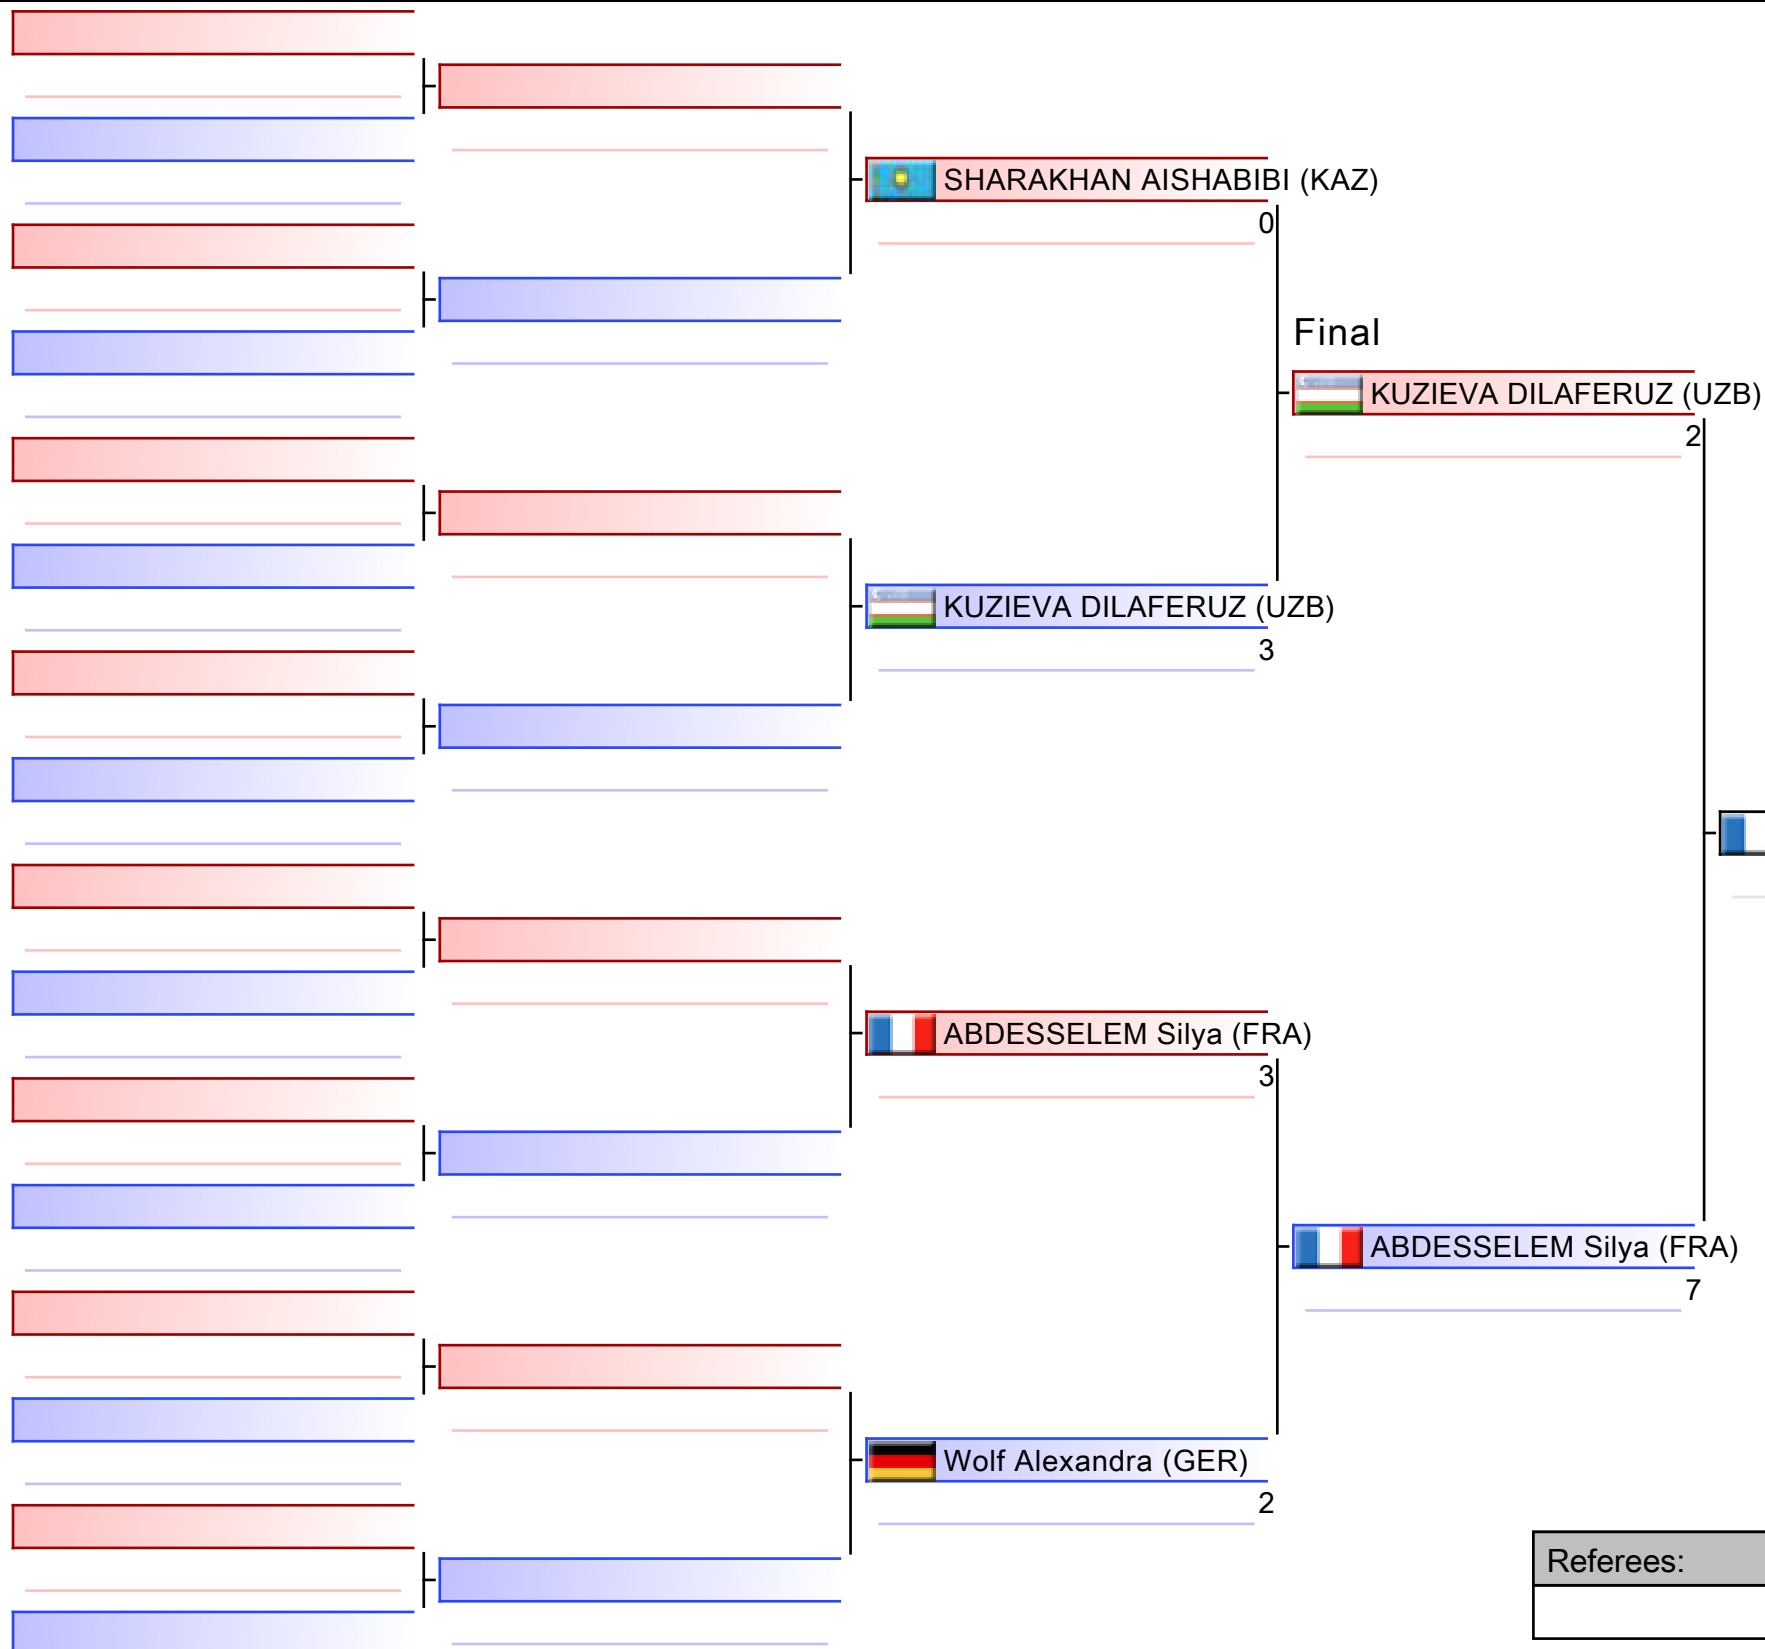 SHARAKHAN AISHABIBI (KAZ)
0
Final
KUZIEVA DILAFERUZ (UZB)
2
KUZIEVA DILAFERUZ (UZB)
3
ABDESSELEM Silya (FRA)
3
ABDESSELEM Silya (FRA)
7
Wolf Alexandra (GER)
2
Referees: